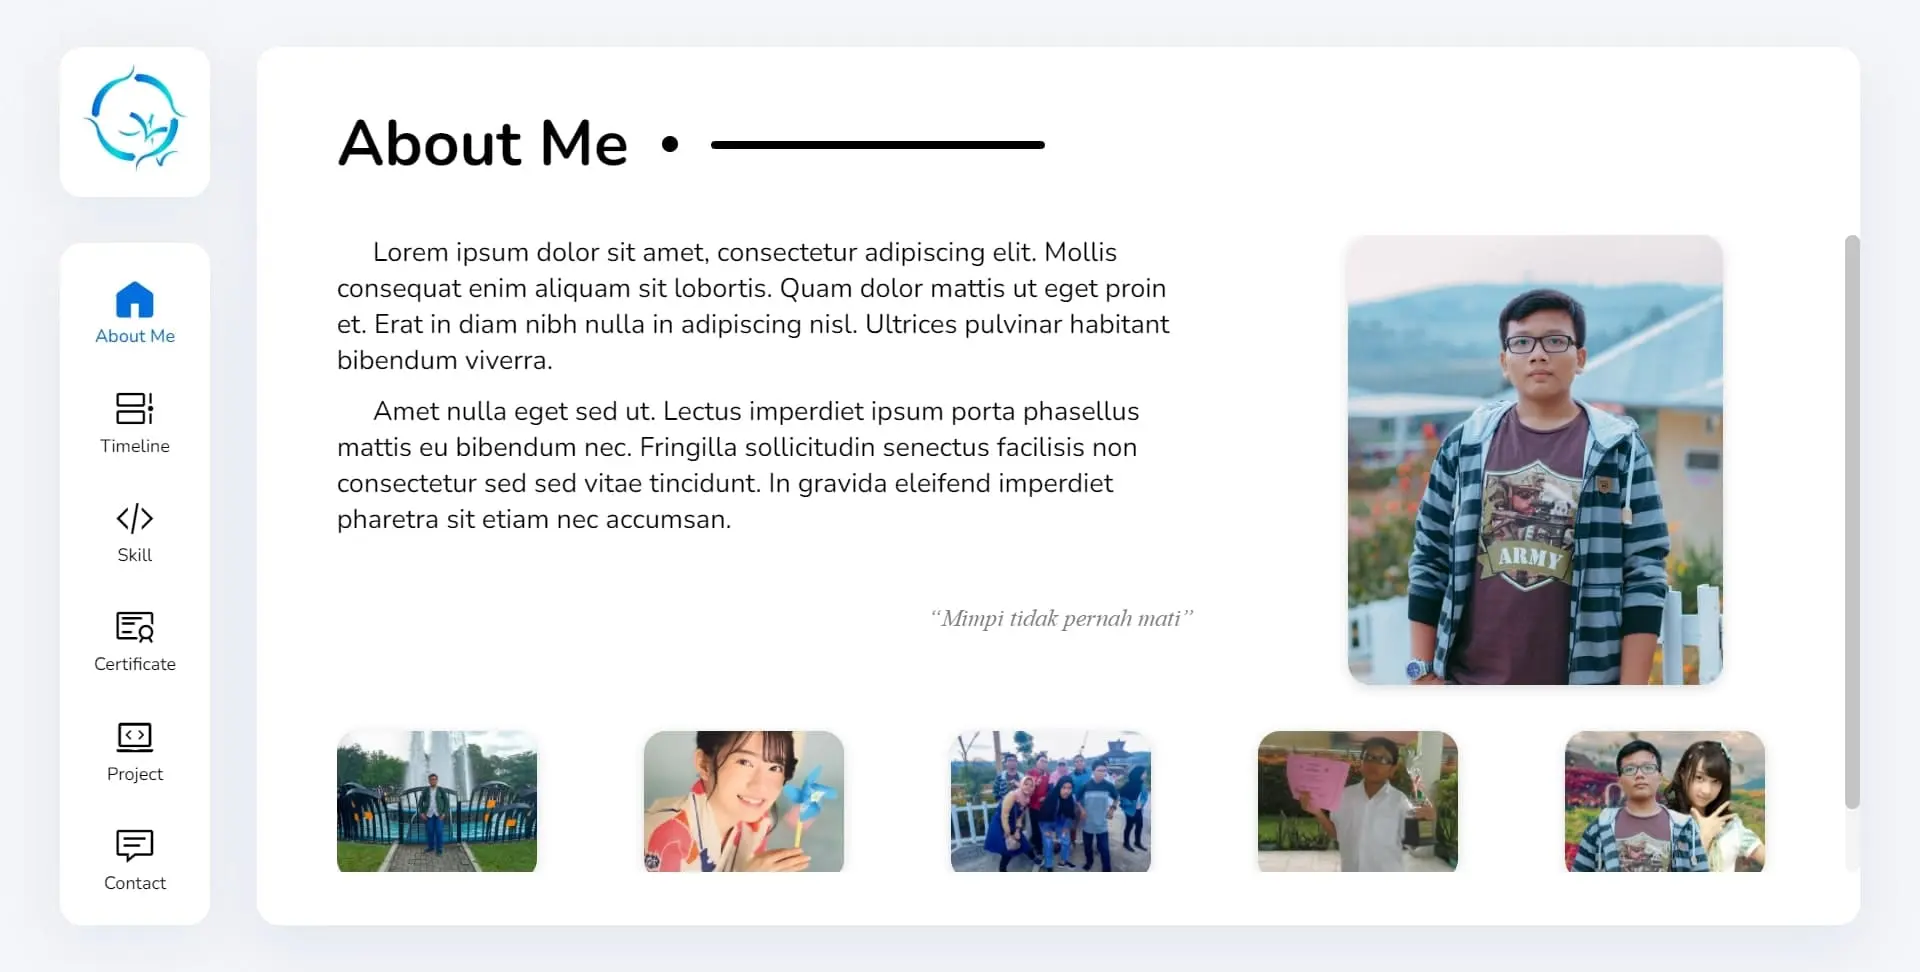 About Me
Lorem ipsum dolor sit amet, consectetur adipiscing elit. Mollis
consequat enim aliquam sit lobortis. Quam dolor mattis ut eget proin
et. Erat in diam nibh nulla in adipiscing nisl. Ultrices pulvinar habitant
bibendum viverra.
Amet nulla eget sed ut. Lectus imperdiet ipsum porta phasellus
mattis eu bibendum nec. Fringilla sollicitudin senectus facilisis non
consectetur sed sed vitae tincidunt. In gravida eleifend imperdiet
pharetra sit etiam nec accumsan.
“Mimpi tidak pernah mati”
ARMY
About Me
Timeline
Skill
Certificate
Project
Contact